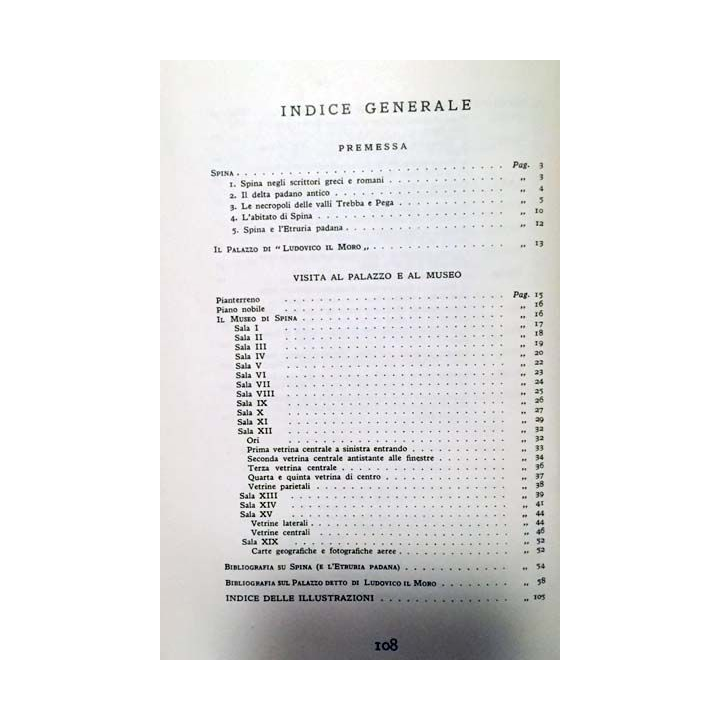 INDICE GENERALE
PREMESSA
SPINA . . . . . . . . . . . . . . . . . . . . . . . . Pag. 3
1. Spina negli scrittori greci e romani . . . . . . . . . . „ 3
2. Il delta padano antico . . . . . . . . . . . . . . . „ 4
3. Le necropoli delle valli Trebba e Pega . . . . . . . . . „ 5
4. L'abitato di Spina . . . . . . . . . . . . . . . . „ 10
5. Spina e l'Etruria padana . . . . . . . . . . . . . . „ 12
IL PALAZZO DI “ LUDOVICO IL MORO „ . . . . . . . . . . . „ 13
VISITA AL PALAZZO E AL MUSEO
Pianterreno . . . . . . . . . . . . . . . . . . Pag. 15
Piano nobile . . . . . . . . . . . . . . . . . . „ 16
IL MUSEO DI SPINA . . . . . . . . . . . . . . . . . „ 16
Sala I . . . . . . . . . . . . . . . . . . „ 17
Sala II . . . . . . . . . . . . . . . . . . „ 18
Sala III . . . . . . . . . . . . . . . . . . „ 19
Sala IV . . . . . . . . . . . . . . . . . . „ 20
Sala V . . . . . . . . . . . . . . . . . . „ 22
Sala VI . . . . . . . . . . . . . . . . . . „ 23
Sala VII . . . . . . . . . . . . . . . . . . „ 24
Sala VIII . . . . . . . . . . . . . . . . . . „ 25
Sala IX . . . . . . . . . . . . . . . . . . „ 26
Sala X . . . . . . . . . . . . . . . . . . „ 27
Sala XI . . . . . . . . . . . . . . . . . . „ 29
Sala XII . . . . . . . . . . . . . . . . . . „ 32
Ori . . . . . . . . . . . . . . . . . . „ 32
Prima vetrina centrale a sinistra entrando . . . . . . . . „ 33
Seconda vetrina centrale antistante alle finestre . . . . . . „ 34
Terza vetrina centrale . . . . . . . . . . . . . . „ 36
Quarta e quinta vetrina di centro . . . . . . . . . . „ 37
Vetrine parietali . . . . . . . . . . . . . . . . „ 38
Sala XIII . . . . . . . . . . . . . . . . . . „ 39
Sala XIV . . . . . . . . . . . . . . . . . . „ 41
Sala XV . . . . . . . . . . . . . . . . . . „ 44
Vetrine laterali . . . . . . . . . . . . . . . . „ 44
Vetrine centrali . . . . . . . . . . . . . . . . „ 46
Sala XIX . . . . . . . . . . . . . . . . . . „ 52
Carte geografiche e fotografiche aeree . . . . . . . . . „ 52
BIBLIOGRAFIA SU SPINA (E L'ETRURIA PADANA) . . . . . . . . „ 54
BIBLIOGRAFIA SUL PALAZZO DETTO DI LUDOVICO IL MORO . . . . . „ 58
INDICE DELLE ILLUSTRAZIONI . . . . . . . . . . . . . „ 105
108